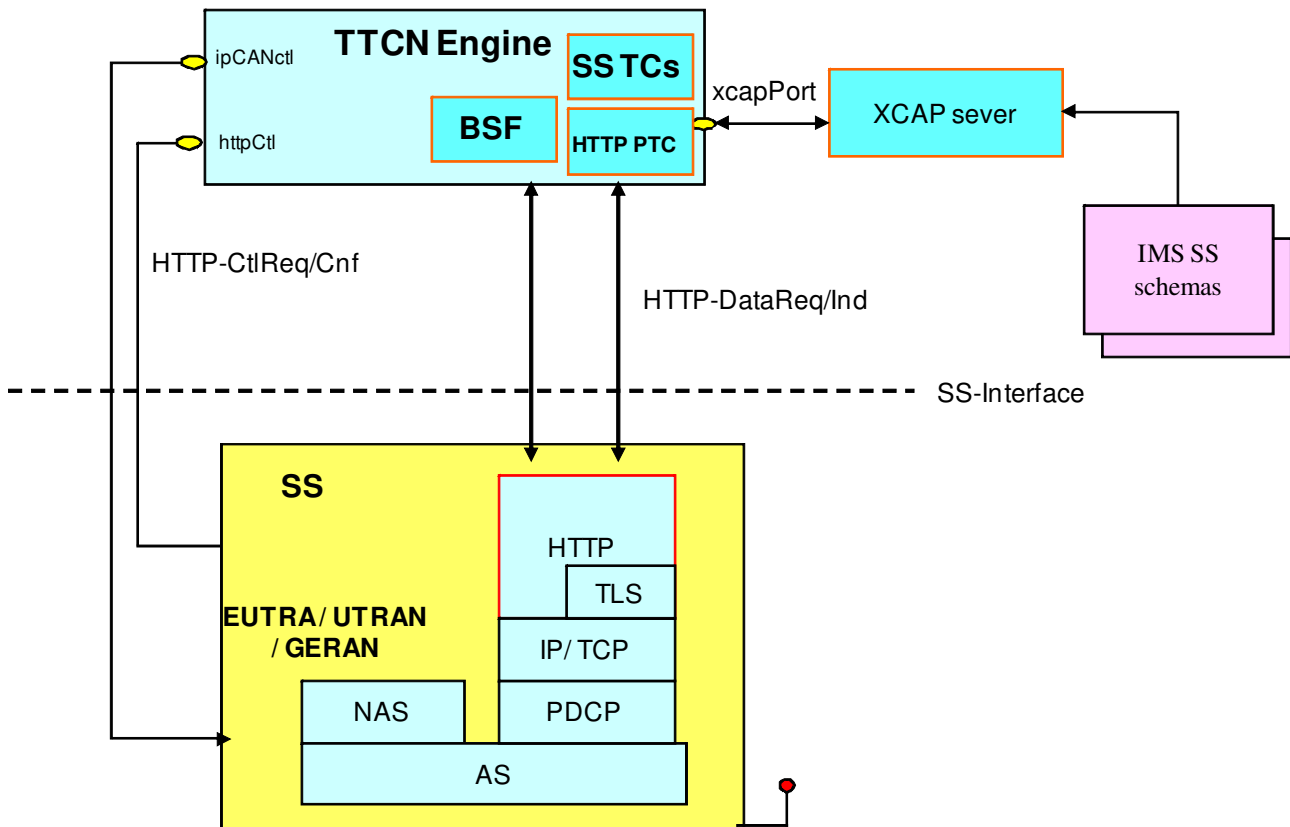 TTCN Engine
ipCANctl
SS TCs
xcapPort
XCAP sever
BSF
HTTP PTC
httpCtl
IMS SS
schemas
HTTP-CtlReq/Cnf
HTTP-DataReq/Ind
SS-Interface
SS
HTTP
TLS
EUTRA/ UTRAN
/ GERAN
IP/ TCP
NAS
PDCP
AS